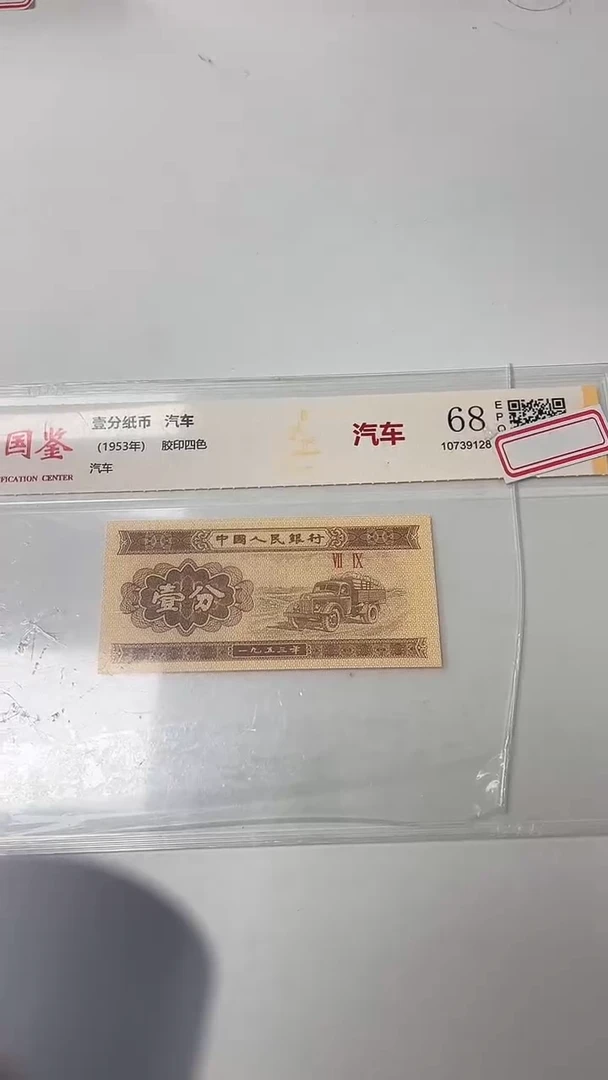 国鉴
FICATION CENTER
壹分纸币 汽车
(1953年) 胶印四色
汽车
汽车
68
EPQ
10739128
中國人民銀行
VII IX
壹分
一九五三年